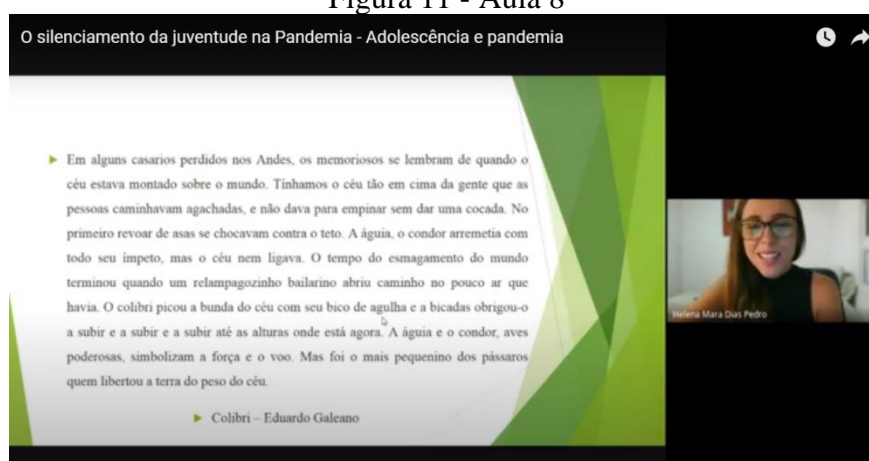 Figura 11 - Aula 8
O silenciamento da juventude na Pandemia - Adolescência e pandemia
Em alguns casarios perdidos nos Andes, os memoriosos se lembram de quando o
céu estava montado sobre o mundo. Tínhamos o céu tão em cima da gente que as
pessoas caminhavam agachadas, e não dava para empinar sem dar uma cocada. No
primeiro revoar de asas se chocavam contra o teto. A águia, o condor arremetia com
todo seu ímpeto, mas o céu nem ligava. O tempo do esmagamento do mundo
terminou quando um relampagozinho bailarino abriu caminho no pouco ar que
havia. O colibri picou a bunda do céu com seu bico de agulha e a bicadas obrigou-o
a subir e a subir e a subir até as alturas onde está agora. A águia e o condor, aves
poderosas, simbolizam a força e o voo. Mas foi o mais pequenino dos pássaros
quem libertou a terra do peso do céu.
Colibri – Eduardo Galeano
Helena Mara Dias Pedro